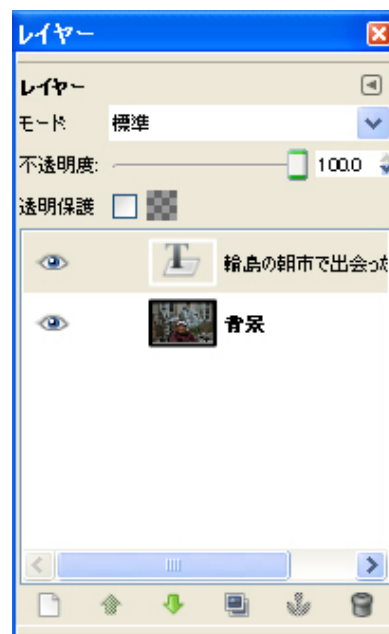 レイヤー
レイヤー
モード 標準
不透明度: 100.0
透明保護
輪島の朝市で出会った
背景